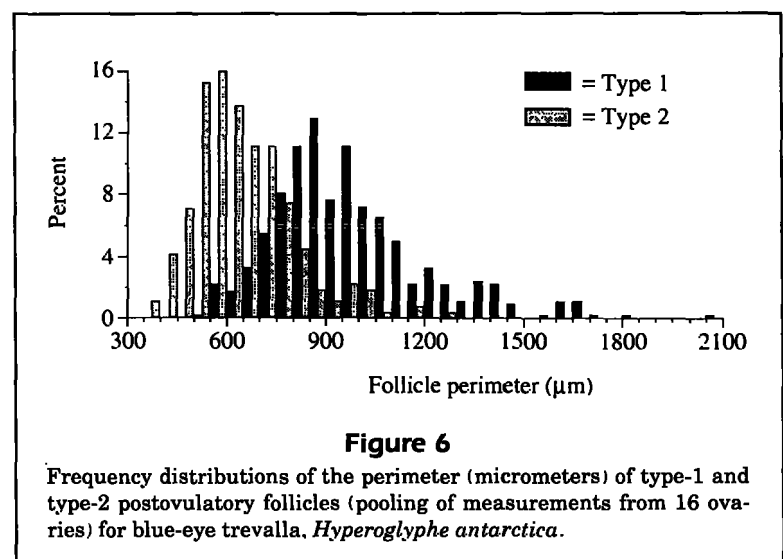 16
12
8
4
0
Percent
= Type 1
= Type 2
300 600 900 1200 1500 1800 2100
Follicle perimeter (μm)
Figure 6
Frequency distributions of the perimeter (micrometers) of type-1 and
type-2 postovulatory follicles (pooling of measurements from 16 ova-
ries) for blue-eye trevalla, Hyperoglyphe antarctica.